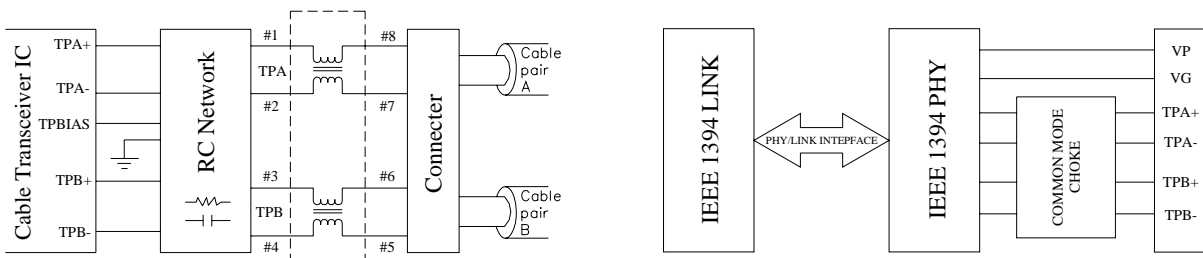 Cable Transceiver IC
TPA+
TPA-
TPBIAS
TPB+
TPB-
RC Network
#1
TPA
#2
#3
TPB
#4
#8
#7
#6
#5
Connecter
Cable
pair
A
Cable
pair
B
IEEE 1394 LINK
PHY/LINK INTEPFACE
IEEE 1394 PHY
COMMON MODE
CHOKE
VP
VG
TPA+
TPA-
TPB+
TPB-